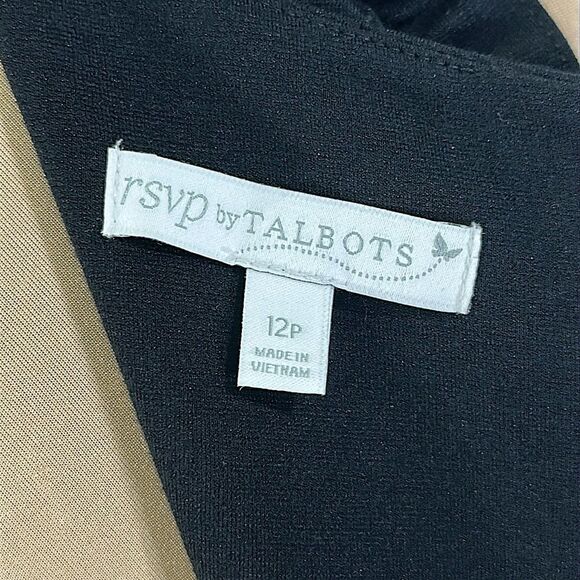 rsvp by TALBOTS
12P
MADE IN
VIETNAM